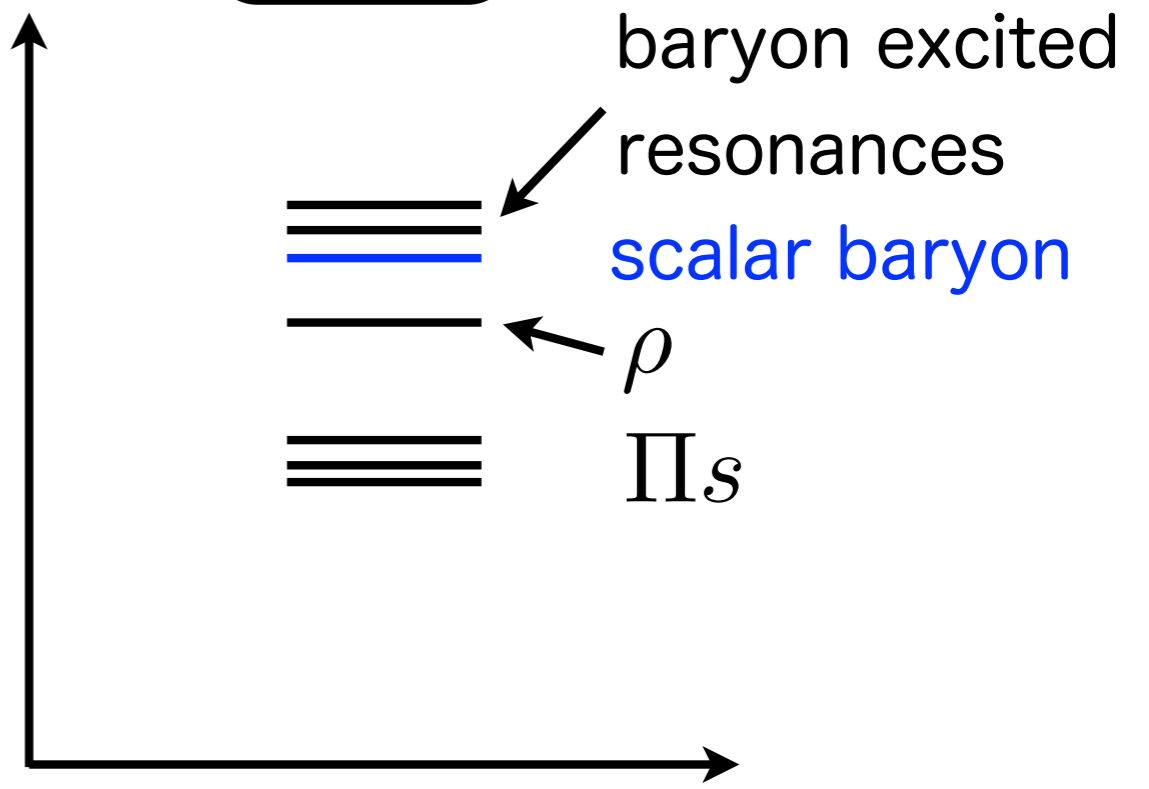 baryon excited
resonances
scalar baryon
ρ
Πs